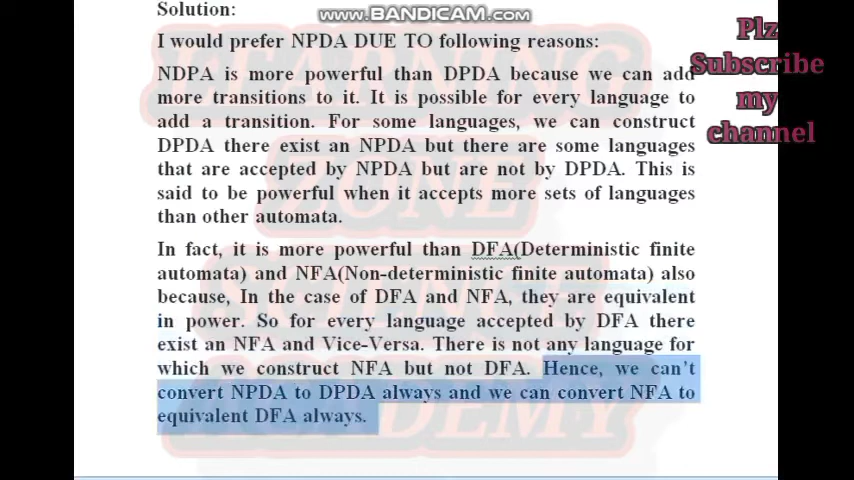 www.BANDICAM.com
Solution:
I would prefer NPDA DUE TO following reasons:
NDPA is more powerful than DPDA because we can add
more transitions to it. It is possible for every language to
add a transition. For some languages, we can construct
DPDA there exist an NPDA but there are some languages
that are accepted by NPDA but are not by DPDA. This is
said to be powerful when it accepts more sets of languages
than other automata.
In fact, it is more powerful than DFA(Deterministic finite
automata) and NFA(Non-deterministic finite automata) also
because, In the case of DFA and NFA, they are equivalent
in power. So for every language accepted by DFA there
exist an NFA and Vice-Versa. There is not any language for
which we construct NFA but not DFA. Hence, we can't
convert NPDA to DPDA always and we can convert NFA to
equivalent DFA always.
Plz
Subscribe
my
channel
LEARNING
ZONE
SCIENCE
ACADEMY